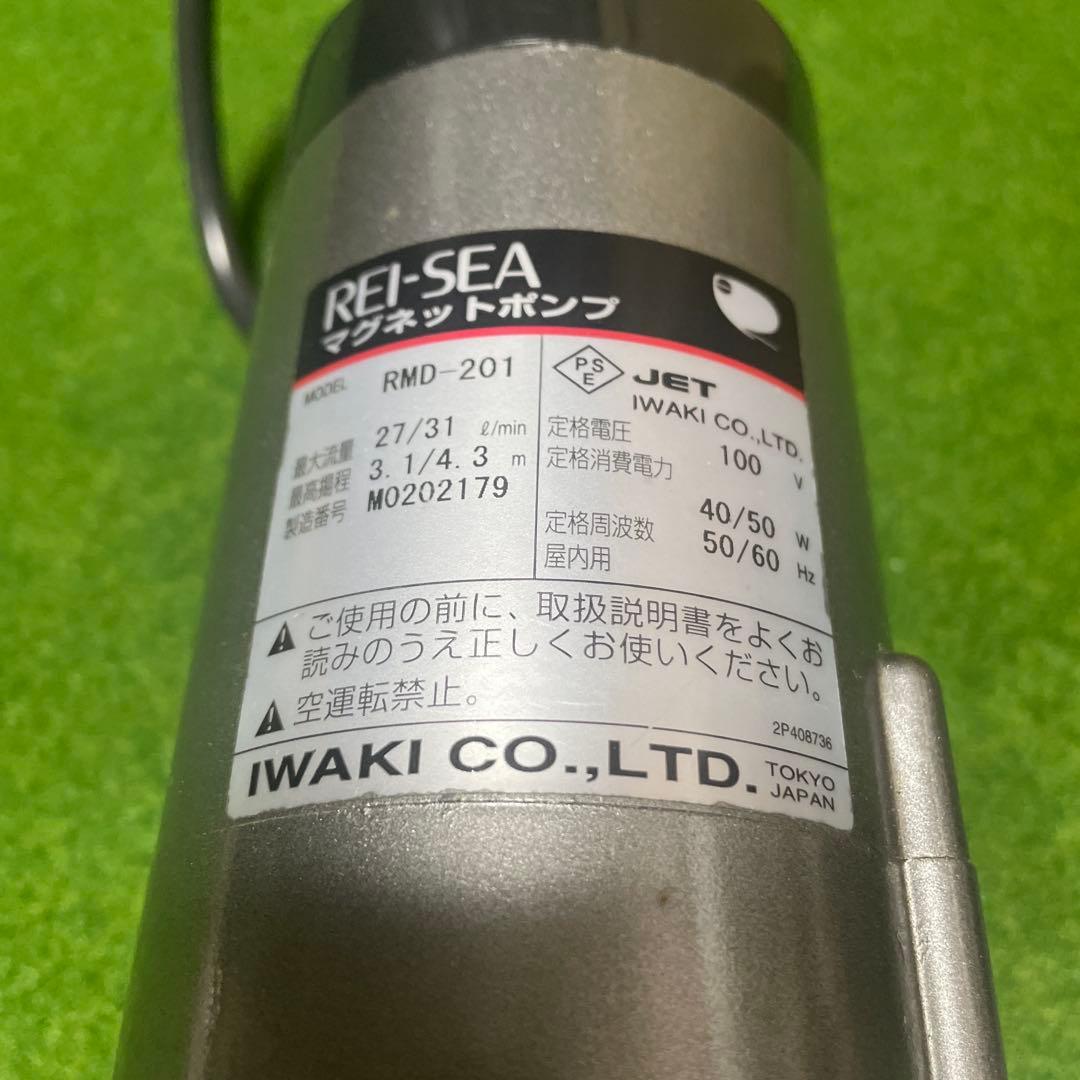 REI-SEA
マグネットポンプ
MODEL RMD-201
最大流量 27/31 ℓ/min
最高揚程 3.1/4.3 m
製造番号 M0202179
PSE JET
IWAKI CO.,LTD.
定格電圧 100 V
定格消費電力 40/50 W
定格周波数 50/60 Hz
屋内用
ご使用の前に、取扱説明書をよくお
読みのうえ正しくお使いください。
空運転禁止。
2P408736
IWAKI CO.,LTD. TOKYO
JAPAN